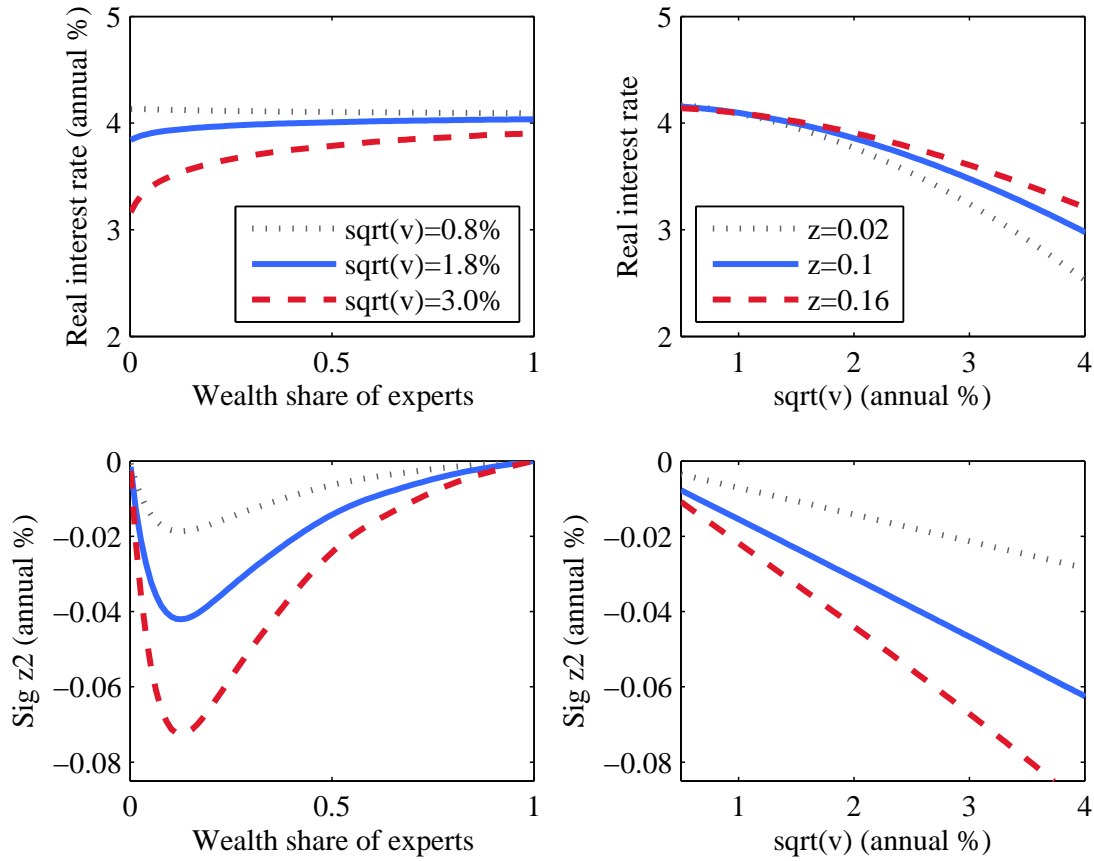 5
4
3
2
Real interest rate (annual %)
sqrt(v)=0.8%
sqrt(v)=1.8%
sqrt(v)=3.0%
0
0.5
1
Wealth share of experts
5
4
3
2
Real interest rate
z=0.02
z=0.1
z=0.16
1
2
3
4
sqrt(v) (annual %)
0
−0.02
−0.04
−0.06
−0.08
Sig z2 (annual %)
0
0.5
1
Wealth share of experts
0
−0.02
−0.04
−0.06
−0.08
Sig z2 (annual %)
1
2
3
4
sqrt(v) (annual %)